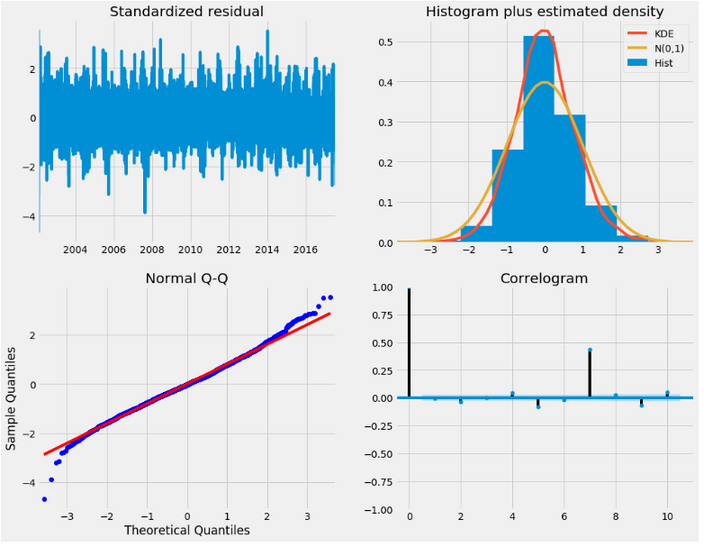 Standardized residual
2
0
−2
−4
2004 2006 2008 2010 2012 2014 2016
Histogram plus estimated density
KDE
N(0,1)
Hist
0.5
0.4
0.3
0.2
0.1
0.0
−3 −2 −1 0 1 2 3
Normal Q-Q
Sample Quantiles
2
0
−2
−4
−3 −2 −1 0 1 2 3
Theoretical Quantiles
Correlogram
1.00
0.75
0.50
0.25
0.00
−0.25
−0.50
−0.75
−1.00
0 2 4 6 8 10